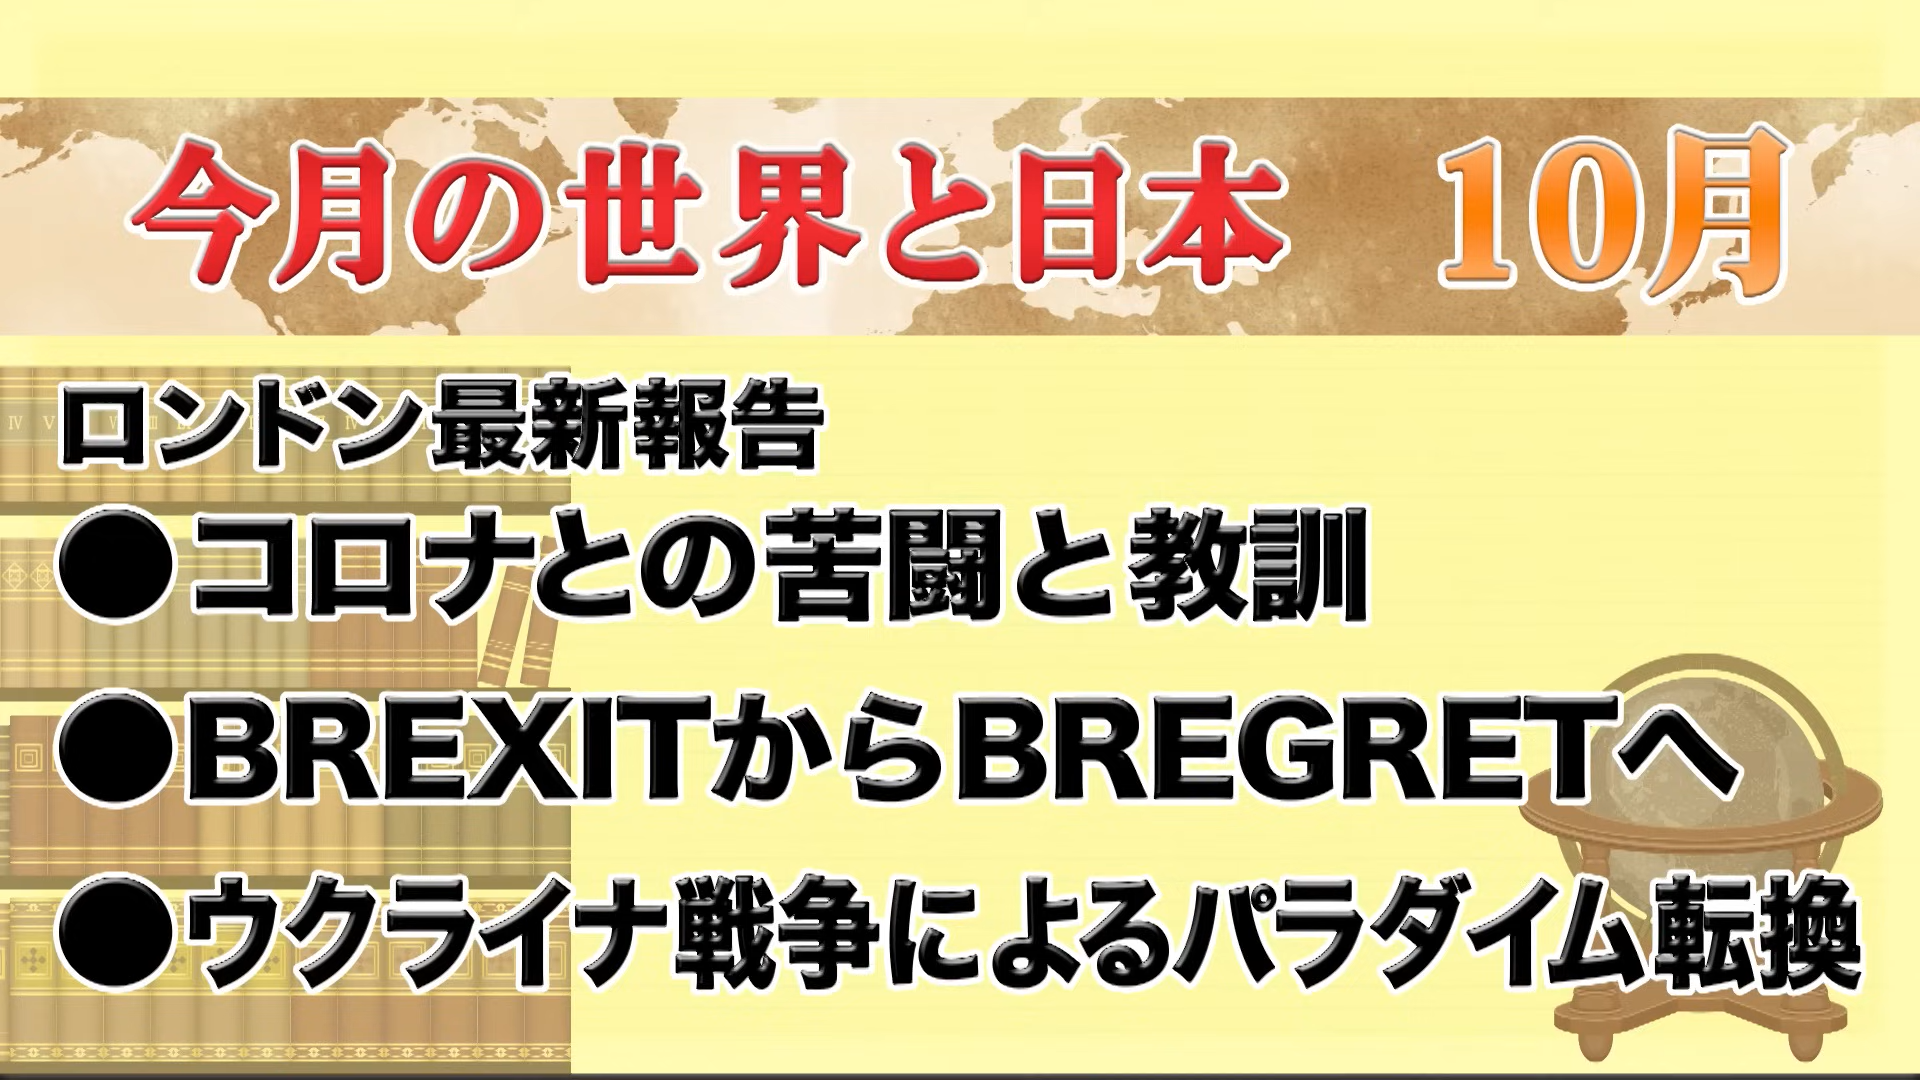 今月の世界と日本　10月
ロンドン最新報告
●コロナとの苦闘と教訓
●BREXITからBREGRETへ
●ウクライナ戦争によるパラダイム転換